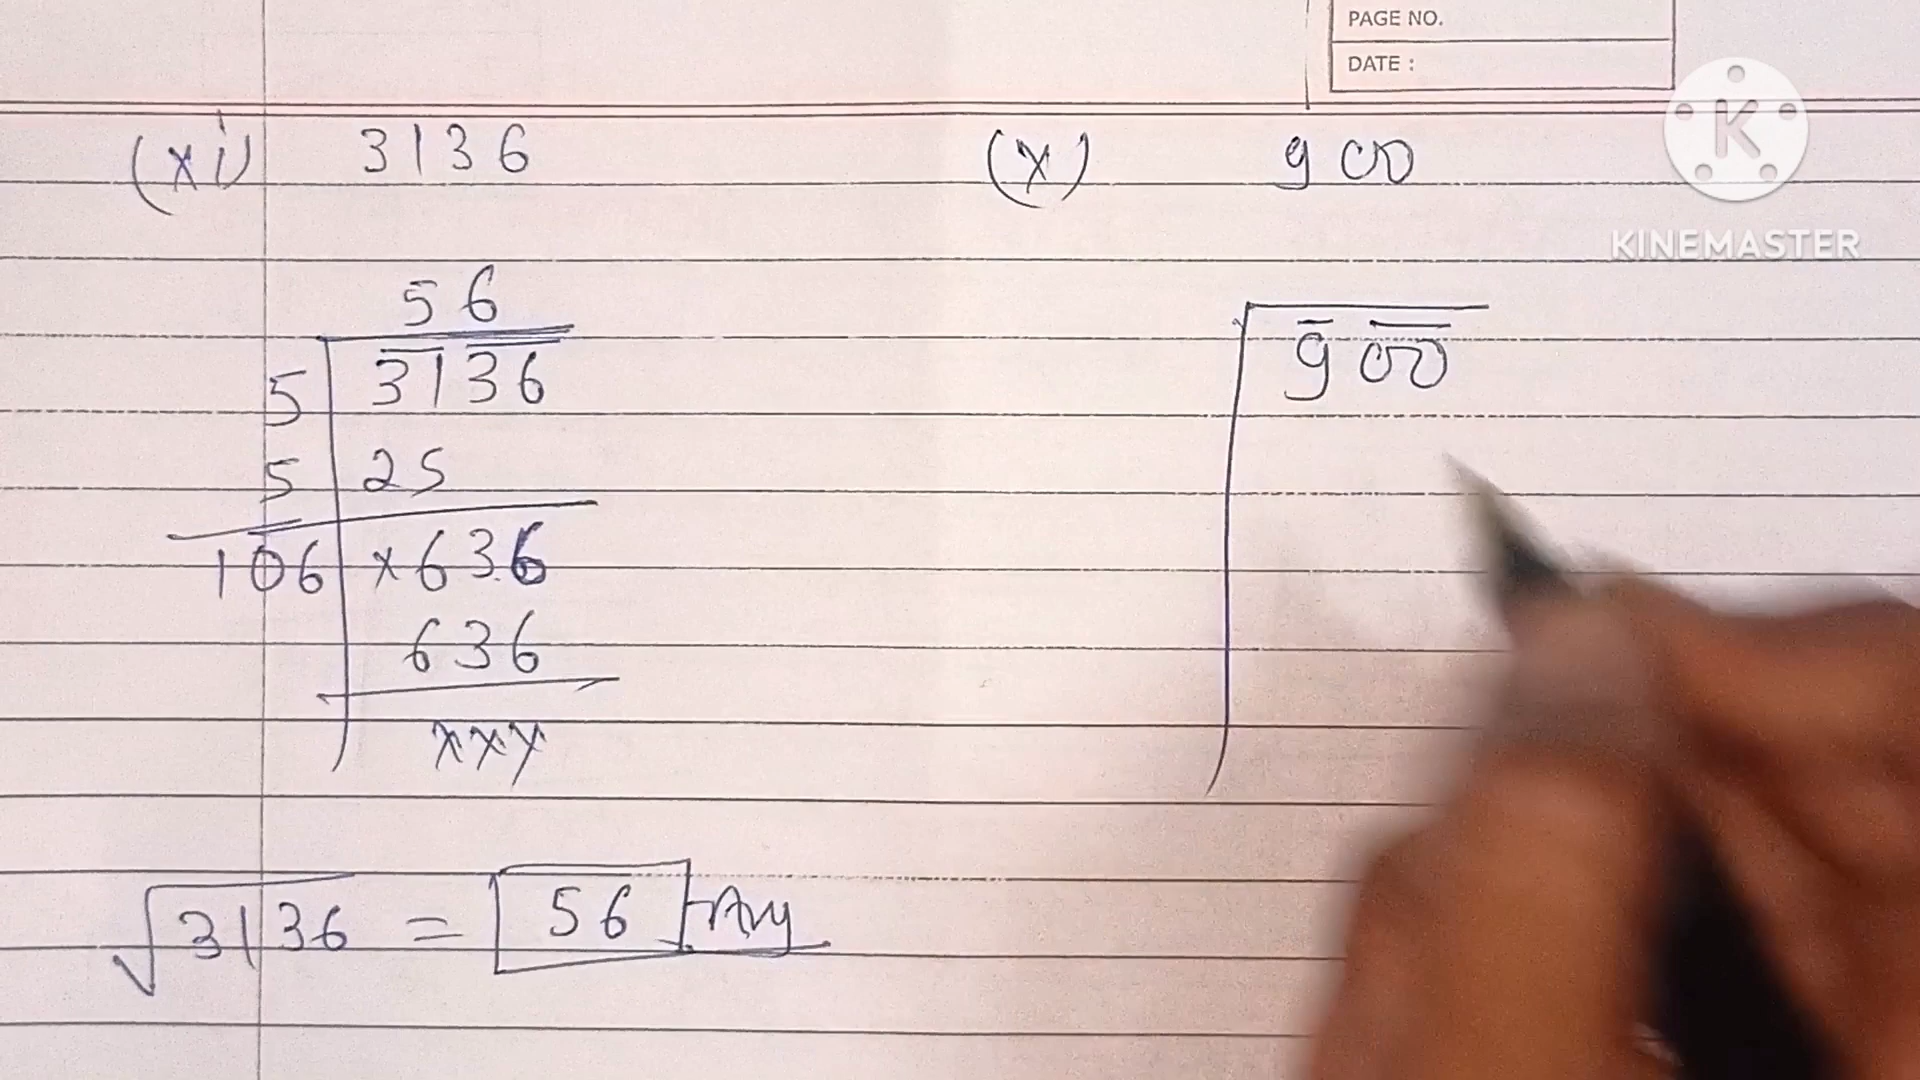 PAGE NO.
DATE :
K
KINEMASTER
(xi) 3136
56
5 3136
5 25
106 ×636
636
xxx
√3136 = 56 Ans
(x) 900
900